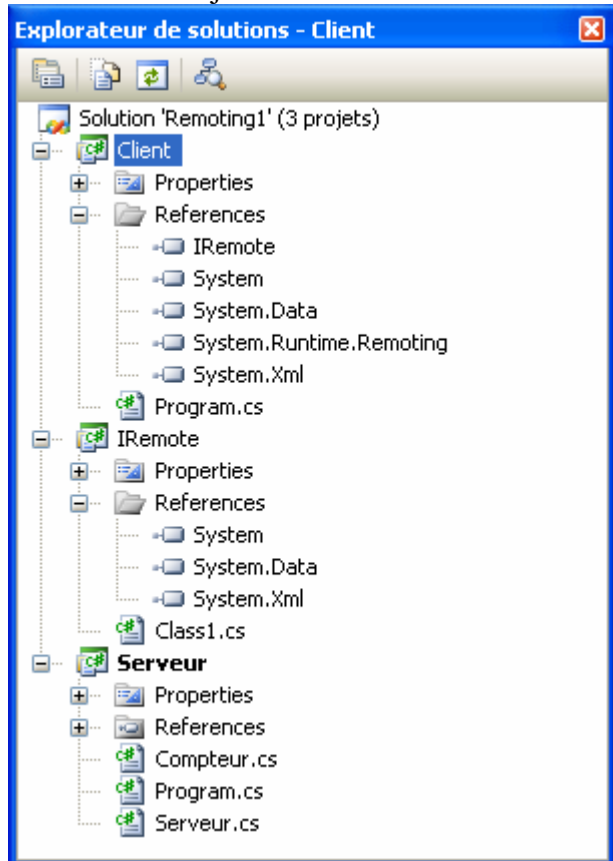 Explorateur de solutions - Client
Solution 'Remoting1' (3 projets)
Client
Properties
References
IRemote
System
System.Data
System.Runtime.Remoting
System.Xml
Program.cs
IRemote
Properties
References
System
System.Data
System.Xml
Class1.cs
Serveur
Properties
References
Compteur.cs
Program.cs
Serveur.cs